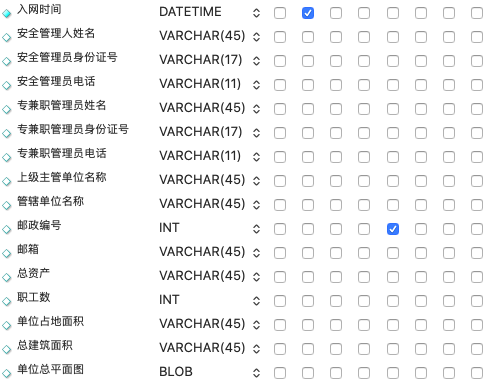 入网时间 DATETIME
安全管理人姓名 VARCHAR(45)
安全管理员身份证号 VARCHAR(17)
安全管理员电话 VARCHAR(11)
专兼职管理员姓名 VARCHAR(45)
专兼职管理员身份证号 VARCHAR(17)
专兼职管理员电话 VARCHAR(11)
上级主管单位名称 VARCHAR(45)
管辖单位名称 VARCHAR(45)
邮政编号 INT
邮箱 VARCHAR(45)
总资产 VARCHAR(45)
职工数 INT
单位占地面积 VARCHAR(45)
总建筑面积 VARCHAR(45)
单位总平面图 BLOB